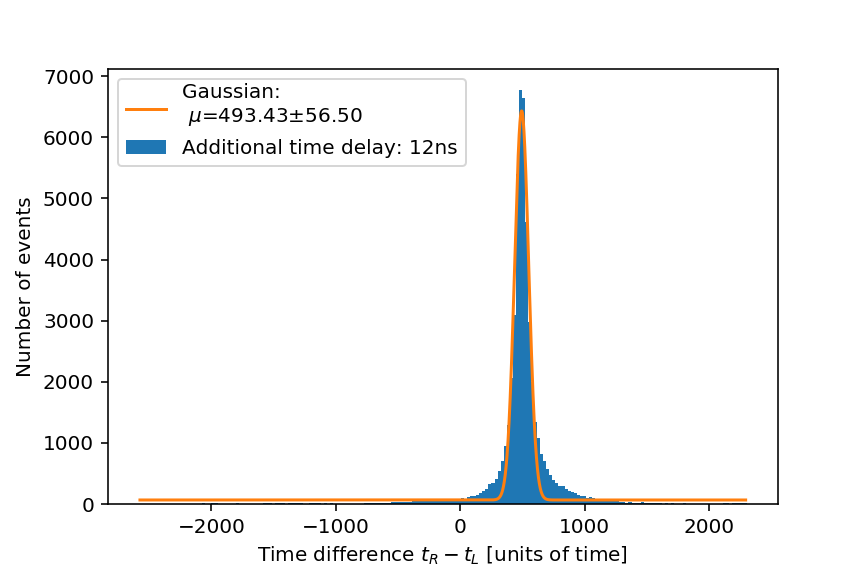 7000
6000
5000
4000
3000
2000
1000
0
Number of events
Gaussian:
μ=493.43±56.50
Additional time delay: 12ns
−2000 −1000 0 1000 2000
Time difference t_R − t_L [units of time]